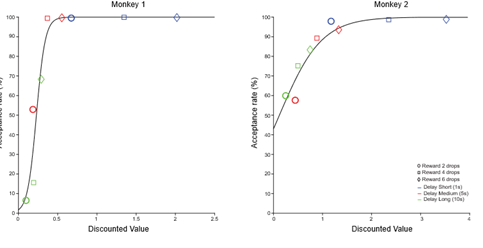 Monkey 1
Acceptance rate (%)
100
90
80
70
60
50
40
30
20
10
0
0 0.5 1.0 1.5 2.0 2.5
Discounted Value
Monkey 2
Acceptance rate (%)
100
90
80
70
60
50
40
30
20
10
0
0 1 2 3 4
Discounted Value
Reward 2 drops
Reward 4 drops
Reward 6 drops
Delay Short (1s)
Delay Medium (5s)
Delay Long (10s)